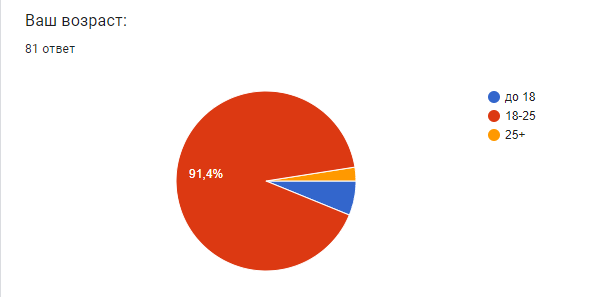 Ваш возраст:
81 ответ
до 18
18-25
25+
91,4%